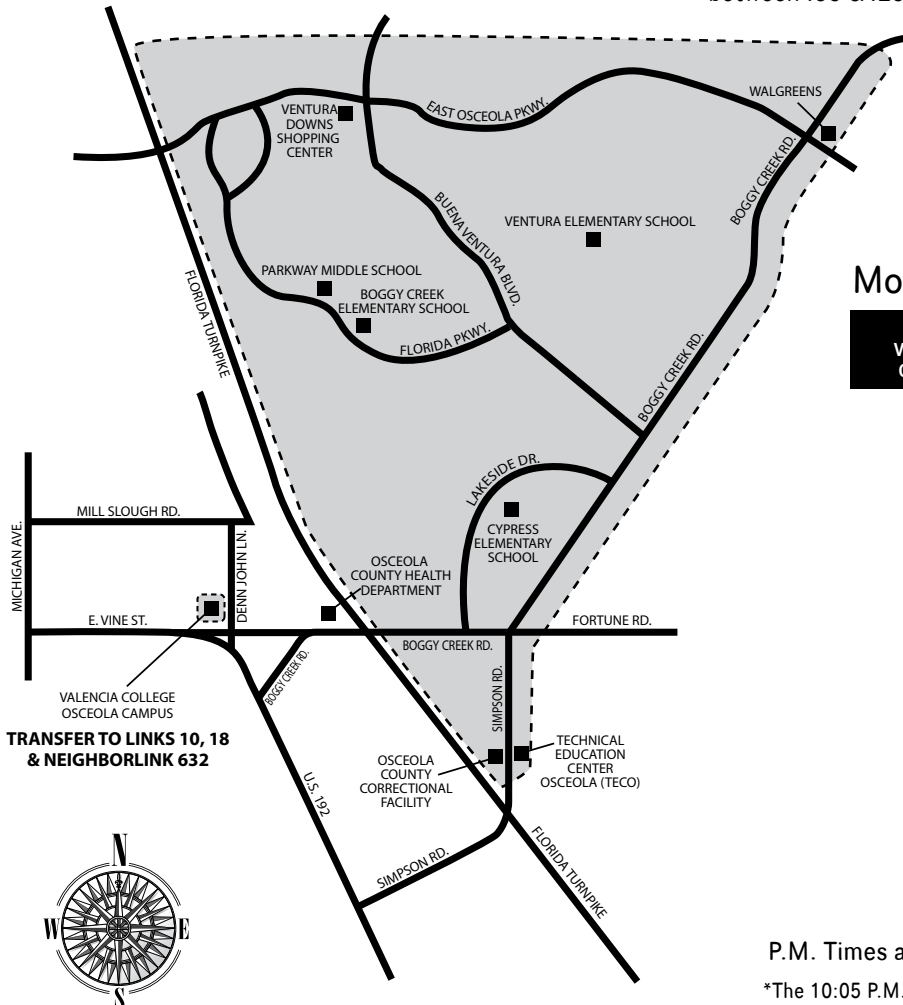 WALGREENS
VENTURA
DOWNS
SHOPPING
CENTER
EAST OSCEOLA PKWY.
BOGGY CREEK RD.
BUENA VENTURA BLVD.
VENTURA ELEMENTARY SCHOOL
PARKWAY MIDDLE SCHOOL
BOGGY CREEK
ELEMENTARY SCHOOL
FLORIDA PKWY.
FLORIDA TURNPIKE
BOGGY CREEK RD.
LAKESIDE DR.
CYPRESS
ELEMENTARY
SCHOOL
MICHIGAN AVE.
MILL SLOUGH RD.
DENN JOHN LN.
OSCEOLA
COUNTY HEALTH
DEPARTMENT
E. VINE ST.
FORTUNE RD.
BOGGY CREEK RD.
BOGGY CREEK RD.
SIMPSON RD.
VALENCIA COLLEGE
OSCEOLA CAMPUS
TRANSFER TO LINKS 10, 18
& NEIGHBORLINK 632
OSCEOLA
COUNTY
CORRECTIONAL
FACILITY
TECHNICAL
EDUCATION
CENTER
OSCEOLA (TECO)
U.S. 192
SIMPSON RD.
FLORIDA TURNPIKE
N
W
E
S
Mo
P.M. Times a
*The 10:05 P.M.